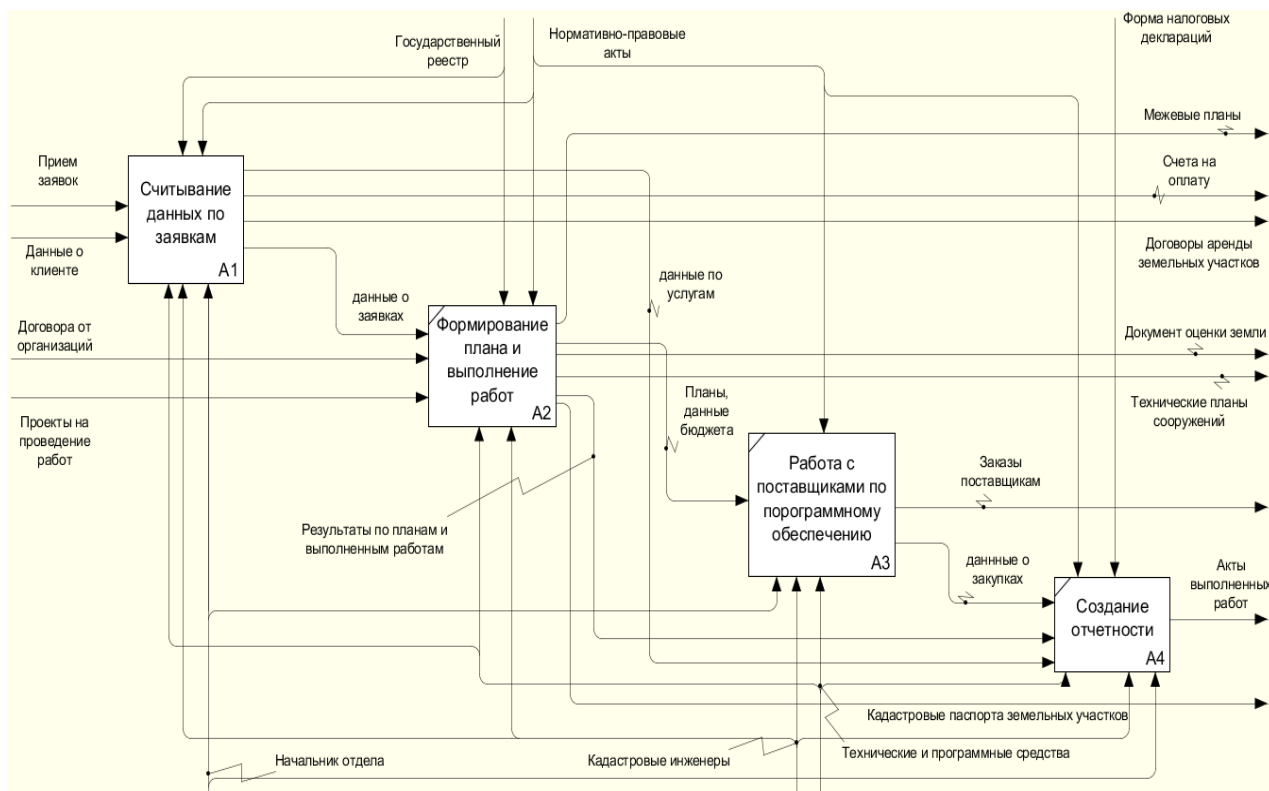 Государственный
реестр
Нормативно-правовые
акты
Форма налоговых
деклараций
Межевые планы
Прием
заявок
Счета на
оплату
Считывание
данных по
заявкам
A1
Данные о
клиенте
Договоры аренды
земельных участков
данные по
услугам
данные о
заявках
Договора от
организаций
Формирование
плана и
выполнение
работ
A2
Документ оценки земли
Планы,
данные
бюджета
Технические планы
сооружений
Проекты на
проведение
работ
Работа с
поставщиками по
порограммному
обеспечению
A3
Заказы
поставщикам
Результаты по планам и
выполненным работам
даннные о
закупках
Акты
выполненных
работ
Создание
отчетности
A4
Кадастровые паспорта земельных участков
Начальник отдела
Кадастровые инженеры
Технические и программные средства